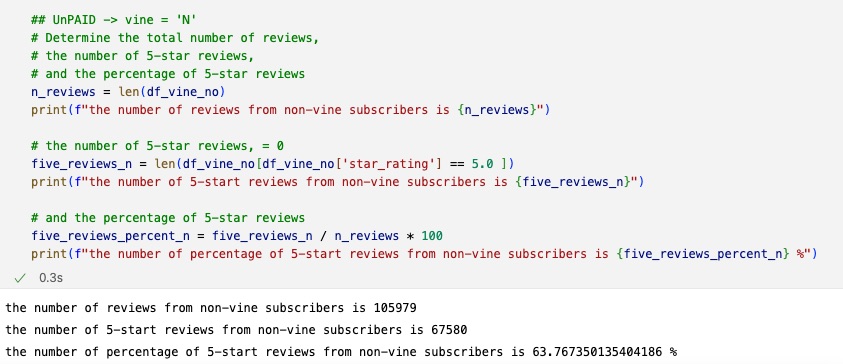 ## UnPAID -> vine = 'N'
# Determine the total number of reviews,
# the number of 5-star reviews,
# and the percentage of 5-star reviews
n_reviews = len(df_vine_no)
print(f"the number of reviews from non-vine subscribers is {n_reviews}")
# the number of 5-star reviews, = 0
five_reviews_n = len(df_vine_no[df_vine_no['star_rating'] == 5.0 ])
print(f"the number of 5-start reviews from non-vine subscribers is {five_reviews_n}")
# and the percentage of 5-star reviews
five_reviews_percent_n = five_reviews_n / n_reviews * 100
print(f"the number of percentage of 5-start reviews from non-vine subscribers is {five_reviews_percent_n} %")
✓ 0.3s
the number of reviews from non-vine subscribers is 105979
the number of 5-start reviews from non-vine subscribers is 67580
the number of percentage of 5-start reviews from non-vine subscribers is 63.767350135404186 %